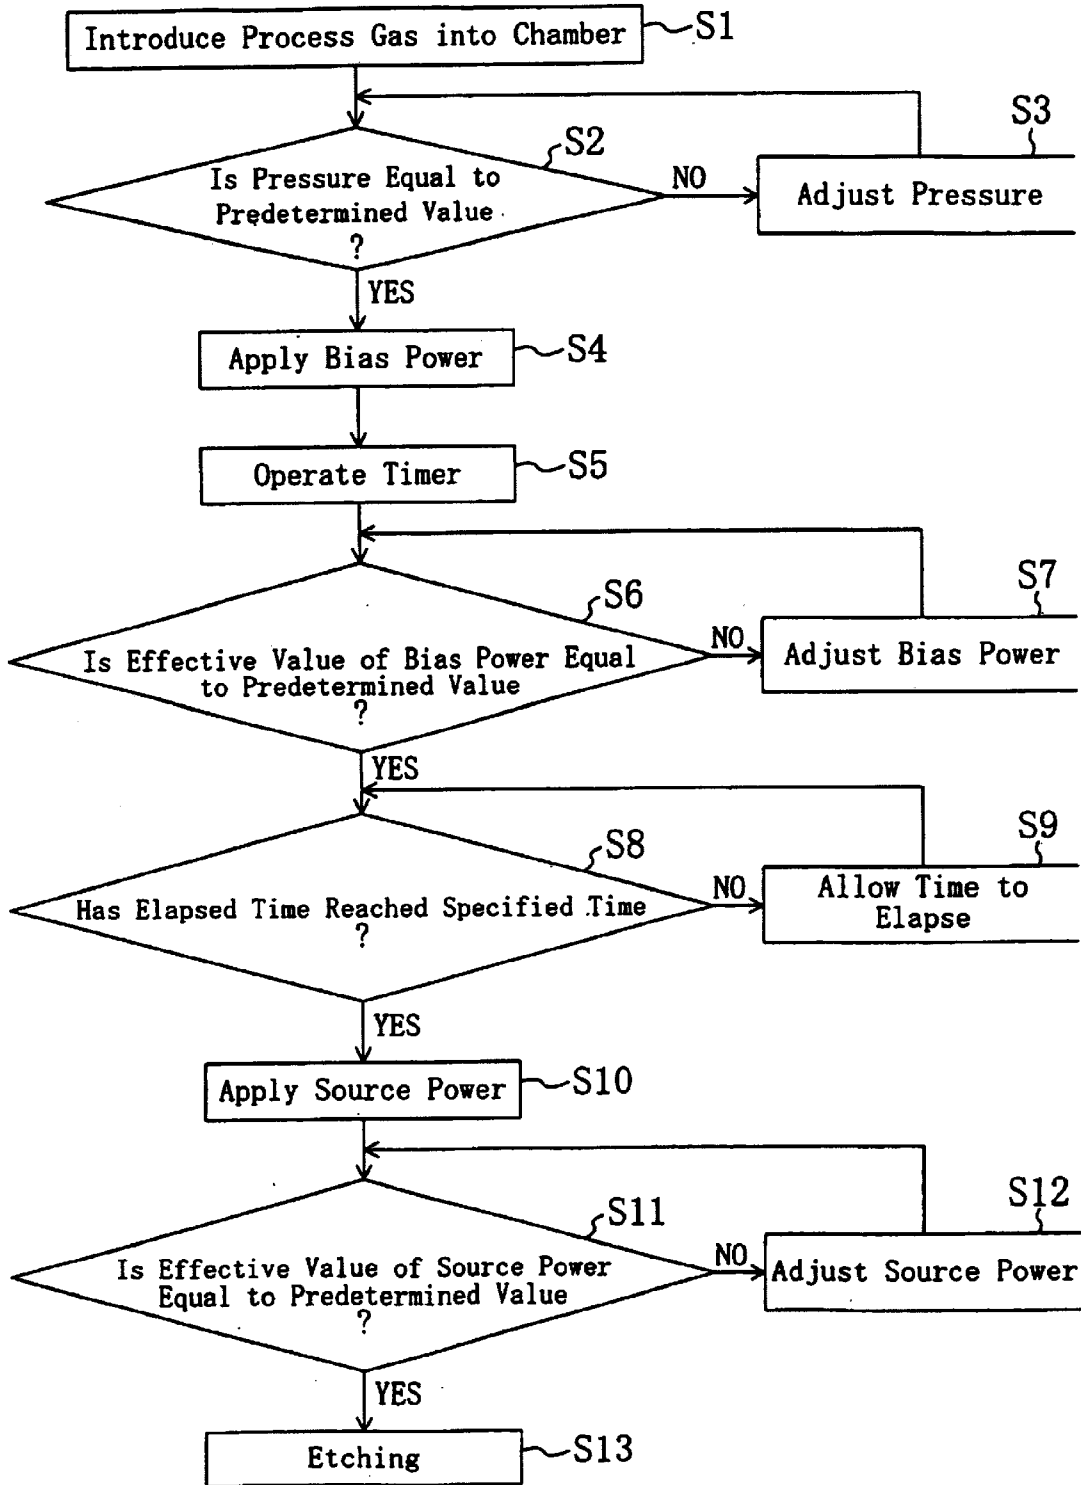 Introduce Process Gas into Chamber
S1
S2
Is Pressure Equal to
Predetermined Value
?
NO
S3
Adjust Pressure
YES
Apply Bias Power
S4
Operate Timer
S5
S6
Is Effective Value of Bias Power Equal
to Predetermined Value
?
NO
S7
Adjust Bias Power
YES
S8
Has Elapsed Time Reached Specified Time
?
NO
S9
Allow Time to
Elapse
YES
Apply Source Power
S10
S11
Is Effective Value of Source Power
Equal to Predetermined Value
?
NO
S12
Adjust Source Power
YES
Etching
S13